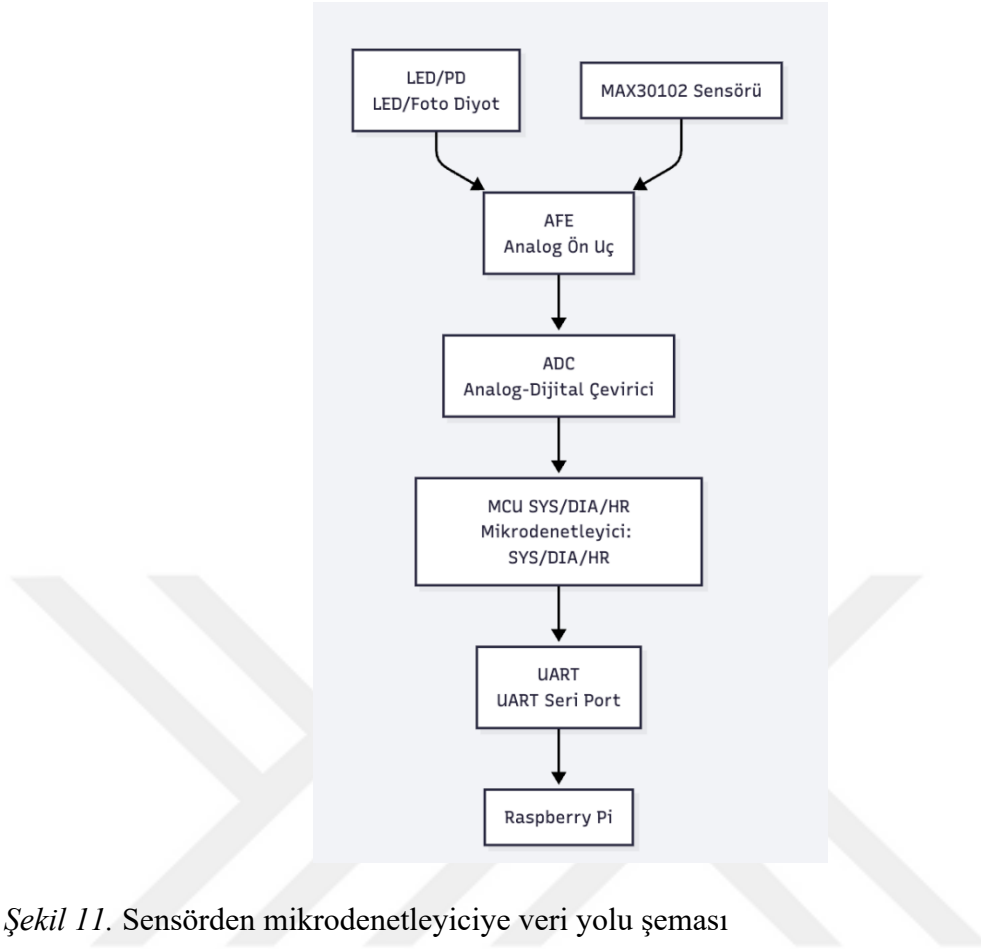 LED/PD
LED/Foto Diyot
MAX30102 Sensörü
AFE
Analog Ön Uç
ADC
Analog-Dijital Çevirici
MCU SYS/DIA/HR
Mikrodenetleyici:
SYS/DIA/HR
UART
UART Seri Port
Raspberry Pi
Şekil 11. Sensörden mikrodenetleyiciye veri yolu şeması